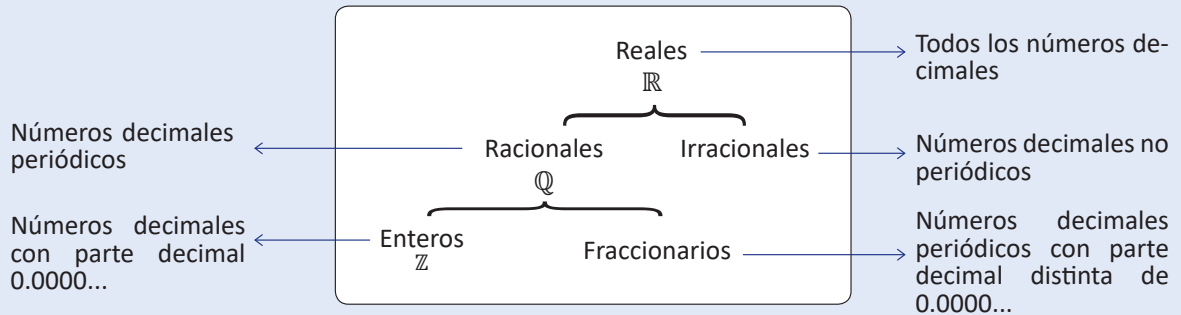 Reales
ℝ
Todos los números de-
cimales
Números decimales
periódicos
Racionales
ℚ
Irracionales
Números decimales no
periódicos
Números decimales
con parte decimal
0.0000...
Enteros
ℤ
Fraccionarios
Números decimales
periódicos con parte
decimal distinta de
0.0000...